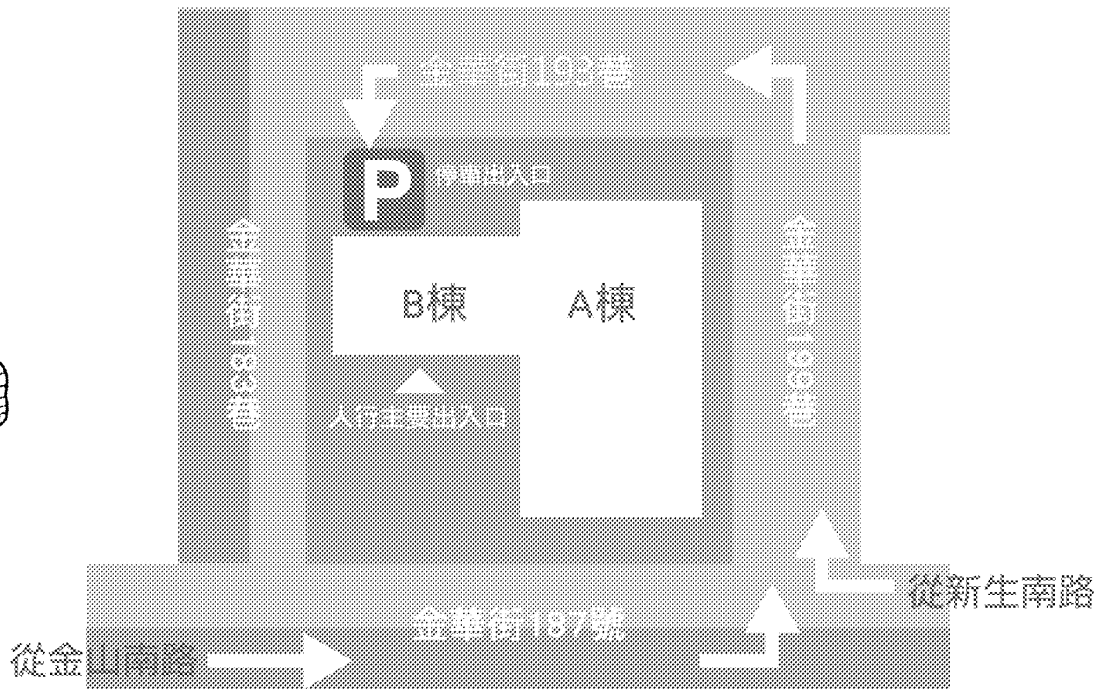 金華街193巷
P 停車出入口
金華街183巷
金華街199巷
B棟
A棟
人行主要出入口
從新生南路
金華街187號
從金山南路